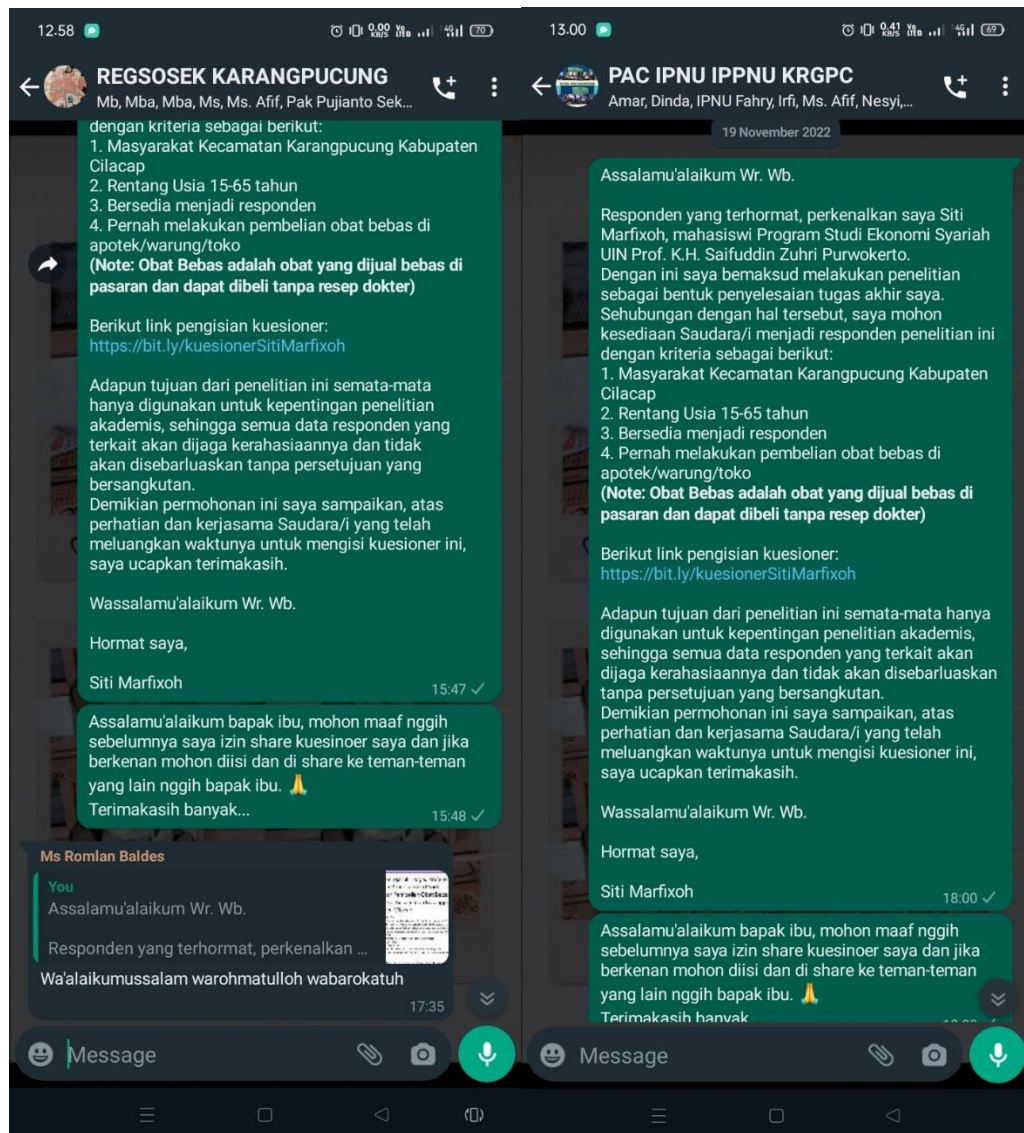 12.58
0.00 KB/S
4G
70
REGSOSEK KARANGPUCUNG
Mb, Mba, Mba, Ms, Ms. Afif, Pak Pujianto Sek...
dengan kriteria sebagai berikut:
1. Masyarakat Kecamatan Karangpucung Kabupaten
Cilacap
2. Rentang Usia 15-65 tahun
3. Bersedia menjadi responden
4. Pernah melakukan pembelian obat bebas di
apotek/warung/toko
(Note: Obat Bebas adalah obat yang dijual bebas di
pasaran dan dapat dibeli tanpa resep dokter)
Berikut link pengisian kuesioner:
https://bit.ly/kuesionerSitiMarfixoh
Adapun tujuan dari penelitian ini semata-mata
hanya digunakan untuk kepentingan penelitian
akademis, sehingga semua data responden yang
terkait akan dijaga kerahasiaannya dan tidak
akan disebarluaskan tanpa persetujuan yang
bersangkutan.
Demikian permohonan ini saya sampaikan, atas
perhatian dan kerjasama Saudara/i yang telah
meluangkan waktunya untuk mengisi kuesioner ini,
saya ucapkan terimakasih.
Wassalamu'alaikum Wr. Wb.
Hormat saya,
Siti Marfixoh
15:47
Assalamu'alaikum bapak ibu, mohon maaf nggih
sebelumnya saya izin share kuesinoer saya dan jika
berkenan mohon diisi dan di share ke teman-teman
yang lain nggih bapak ibu. 🙏
Terimakasih banyak...
15:48
Ms Romlan Baldes
You
Assalamu'alaikum Wr. Wb.
Responden yang terhormat, perkenalkan ...
Wa'alaikumussalam warohmatulloh wabarokatuh
17:35
Message
13.00
0.41 KB/S
4G
69
PAC IPNU IPPNU KRGPC
Amar, Dinda, IPNU Fahry, Irfi, Ms. Afif, Nesyi,...
19 November 2022
Assalamu'alaikum Wr. Wb.
Responden yang terhormat, perkenalkan saya Siti
Marfixoh, mahasiswi Program Studi Ekonomi Syariah
UIN Prof. K.H. Saifuddin Zuhri Purwokerto.
Dengan ini saya bemaksud melakukan penelitian
sebagai bentuk penyelesaian tugas akhir saya.
Sehubungan dengan hal tersebut, saya mohon
kesediaan Saudara/i menjadi responden penelitian ini
dengan kriteria sebagai berikut:
1. Masyarakat Kecamatan Karangpucung Kabupaten
Cilacap
2. Rentang Usia 15-65 tahun
3. Bersedia menjadi responden
4. Pernah melakukan pembelian obat bebas di
apotek/warung/toko
(Note: Obat Bebas adalah obat yang dijual bebas di
pasaran dan dapat dibeli tanpa resep dokter)
Berikut link pengisian kuesioner:
https://bit.ly/kuesionerSitiMarfixoh
Adapun tujuan dari penelitian ini semata-mata hanya
digunakan untuk kepentingan penelitian akademis,
sehingga semua data responden yang terkait akan
dijaga kerahasiaannya dan tidak akan disebarluaskan
tanpa persetujuan yang bersangkutan.
Demikian permohonan ini saya sampaikan, atas
perhatian dan kerjasama Saudara/i yang telah
meluangkan waktunya untuk mengisi kuesioner ini,
saya ucapkan terimakasih.
Wassalamu'alaikum Wr. Wb.
Hormat saya,
Siti Marfixoh
18:00
Assalamu'alaikum bapak ibu, mohon maaf nggih
sebelumnya saya izin share kuesinoer saya dan jika
berkenan mohon diisi dan di share ke teman-teman
yang lain nggih bapak ibu. 🙏
Terimakasih banyak
Message